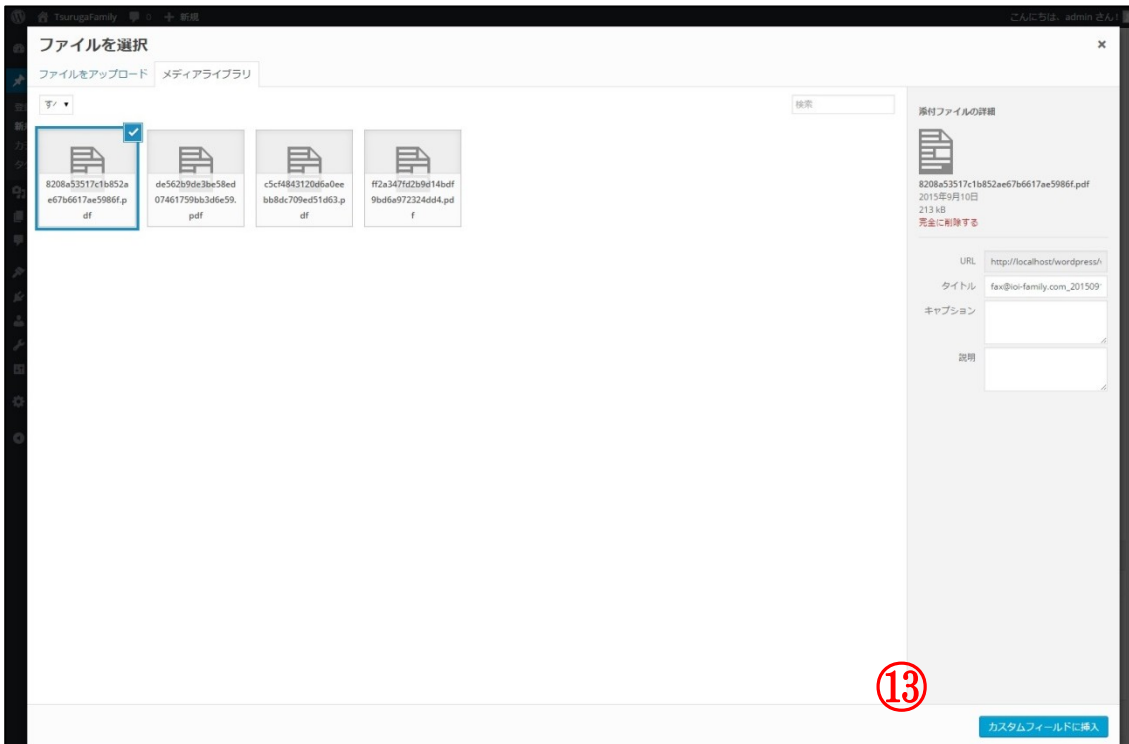 TsurugaFamily 0 + 新規
こんにちは、admin さん!
ファイルを選択
×
ファイルをアップロード メディアライブラリ
検索
8208a53517c1b852a
e67b6617ae5986f.p
df
de562b9de3be58ed
07461759bb3d6e59.
pdf
c5cf4843120d6a0ee
bb8dc709ed51d63.p
df
ff2a347fd2b9d14bdf
9bd6a972324dd4.pd
f
添付ファイルの詳細
8208a53517c1b852ae67b6617ae5986f.pdf
2015年9月10日
213 kB
完全に削除する
URL http://localhost/wordpress/
タイトル fax@ioi-family.com_201509
キャプション
説明
⑬
カスタムフィールドに挿入